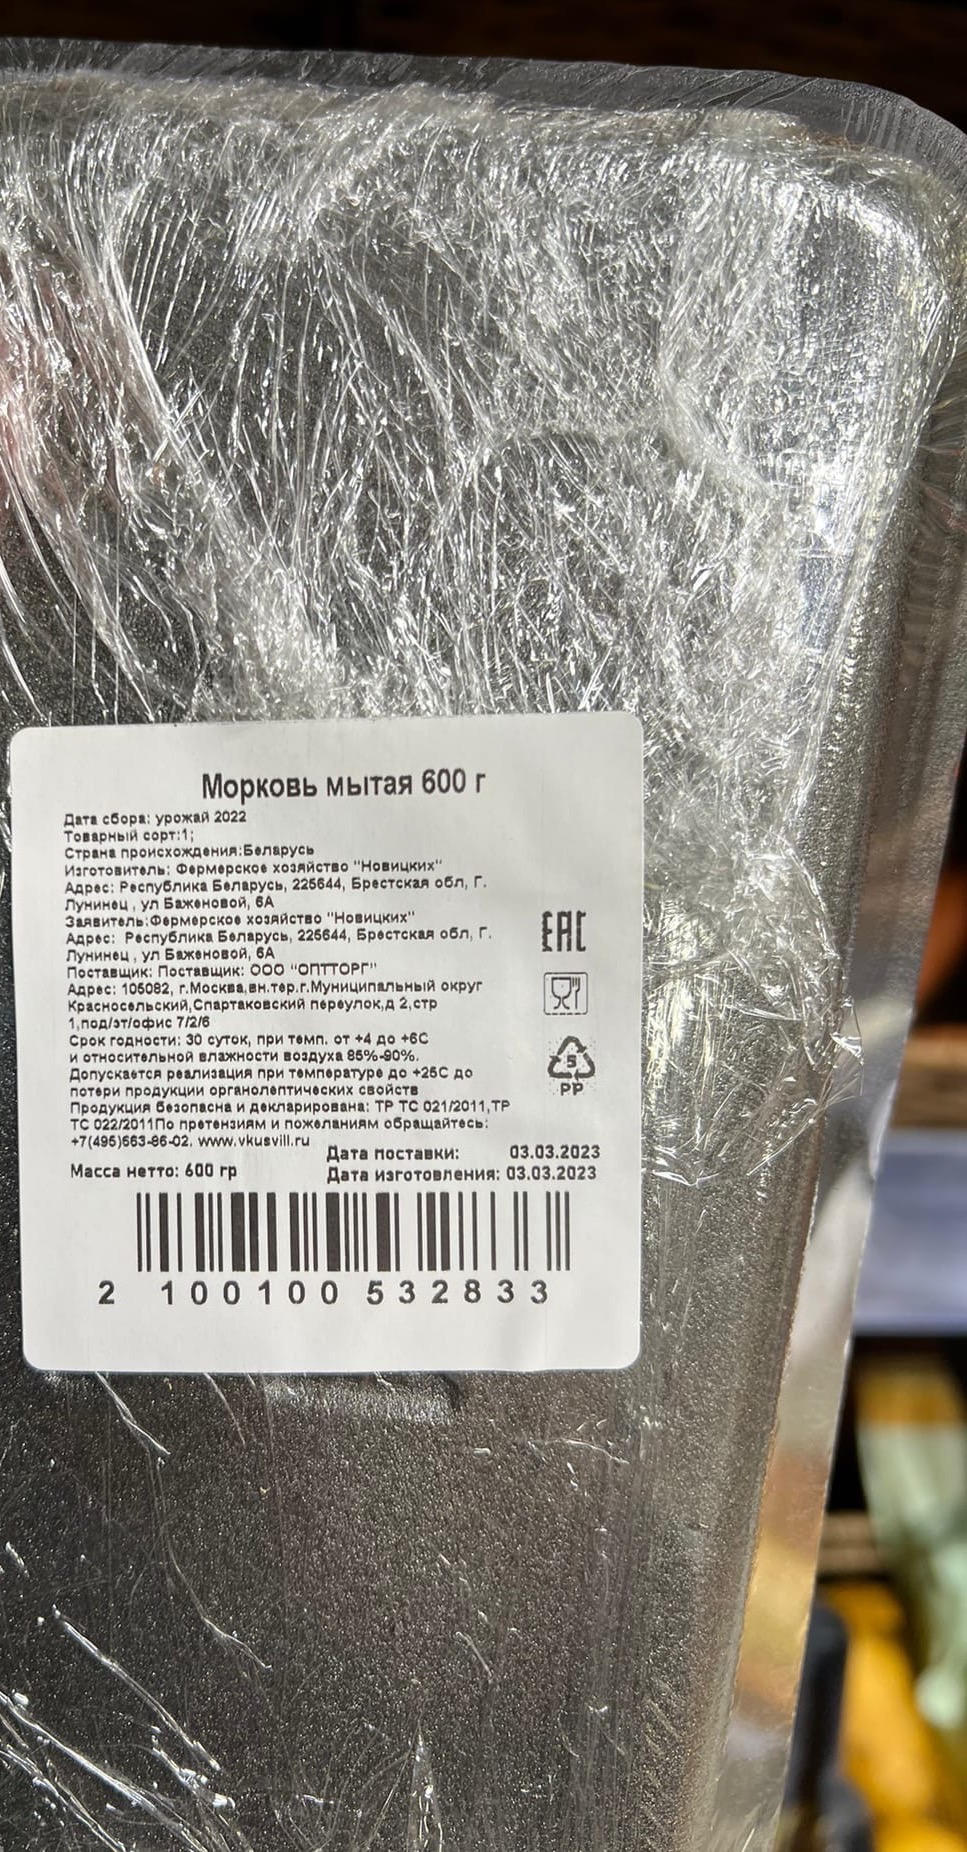 Морковь мытая 600 г
Дата сбора: урожай 2022
Товарный сорт:1;
Страна происхождения:Беларусь
Изготовитель: Фермерское хозяйство "Новицких"
Адрес: Республика Беларусь, 225644, Брестская обл, Г.
Лунинец , ул Баженовой, 6А
Заявитель:Фермерское хозяйство "Новицких"
Адрес: Республика Беларусь, 225644, Брестская обл, Г.
Лунинец , ул Баженовой, 6А
Поставщик: Поставщик: ООО "ОПТТОРГ"
Адрес: 105082, г.Москва,вн.тер.г.Муниципальный округ
Красносельский,Спартаковский переулок,д 2,стр
1,под/эт/офис 7/2/6
Срок годности: 30 суток, при темп. от +4 до +6С
и относительной влажности воздуха 85%-90%.
Допускается реализация при температуре до +25С до
потери продукции органолептических свойств
Продукция безопасна и декларирована: ТР ТС 021/2011,ТР
ТС 022/2011По претензиям и пожеланиям обращайтесь:
+7(495)663-86-02, www.vkusvill.ru
EAC
5
PP
Дата поставки: 03.03.2023
Масса нетто: 600 гр
Дата изготовления: 03.03.2023
2 100100 532833